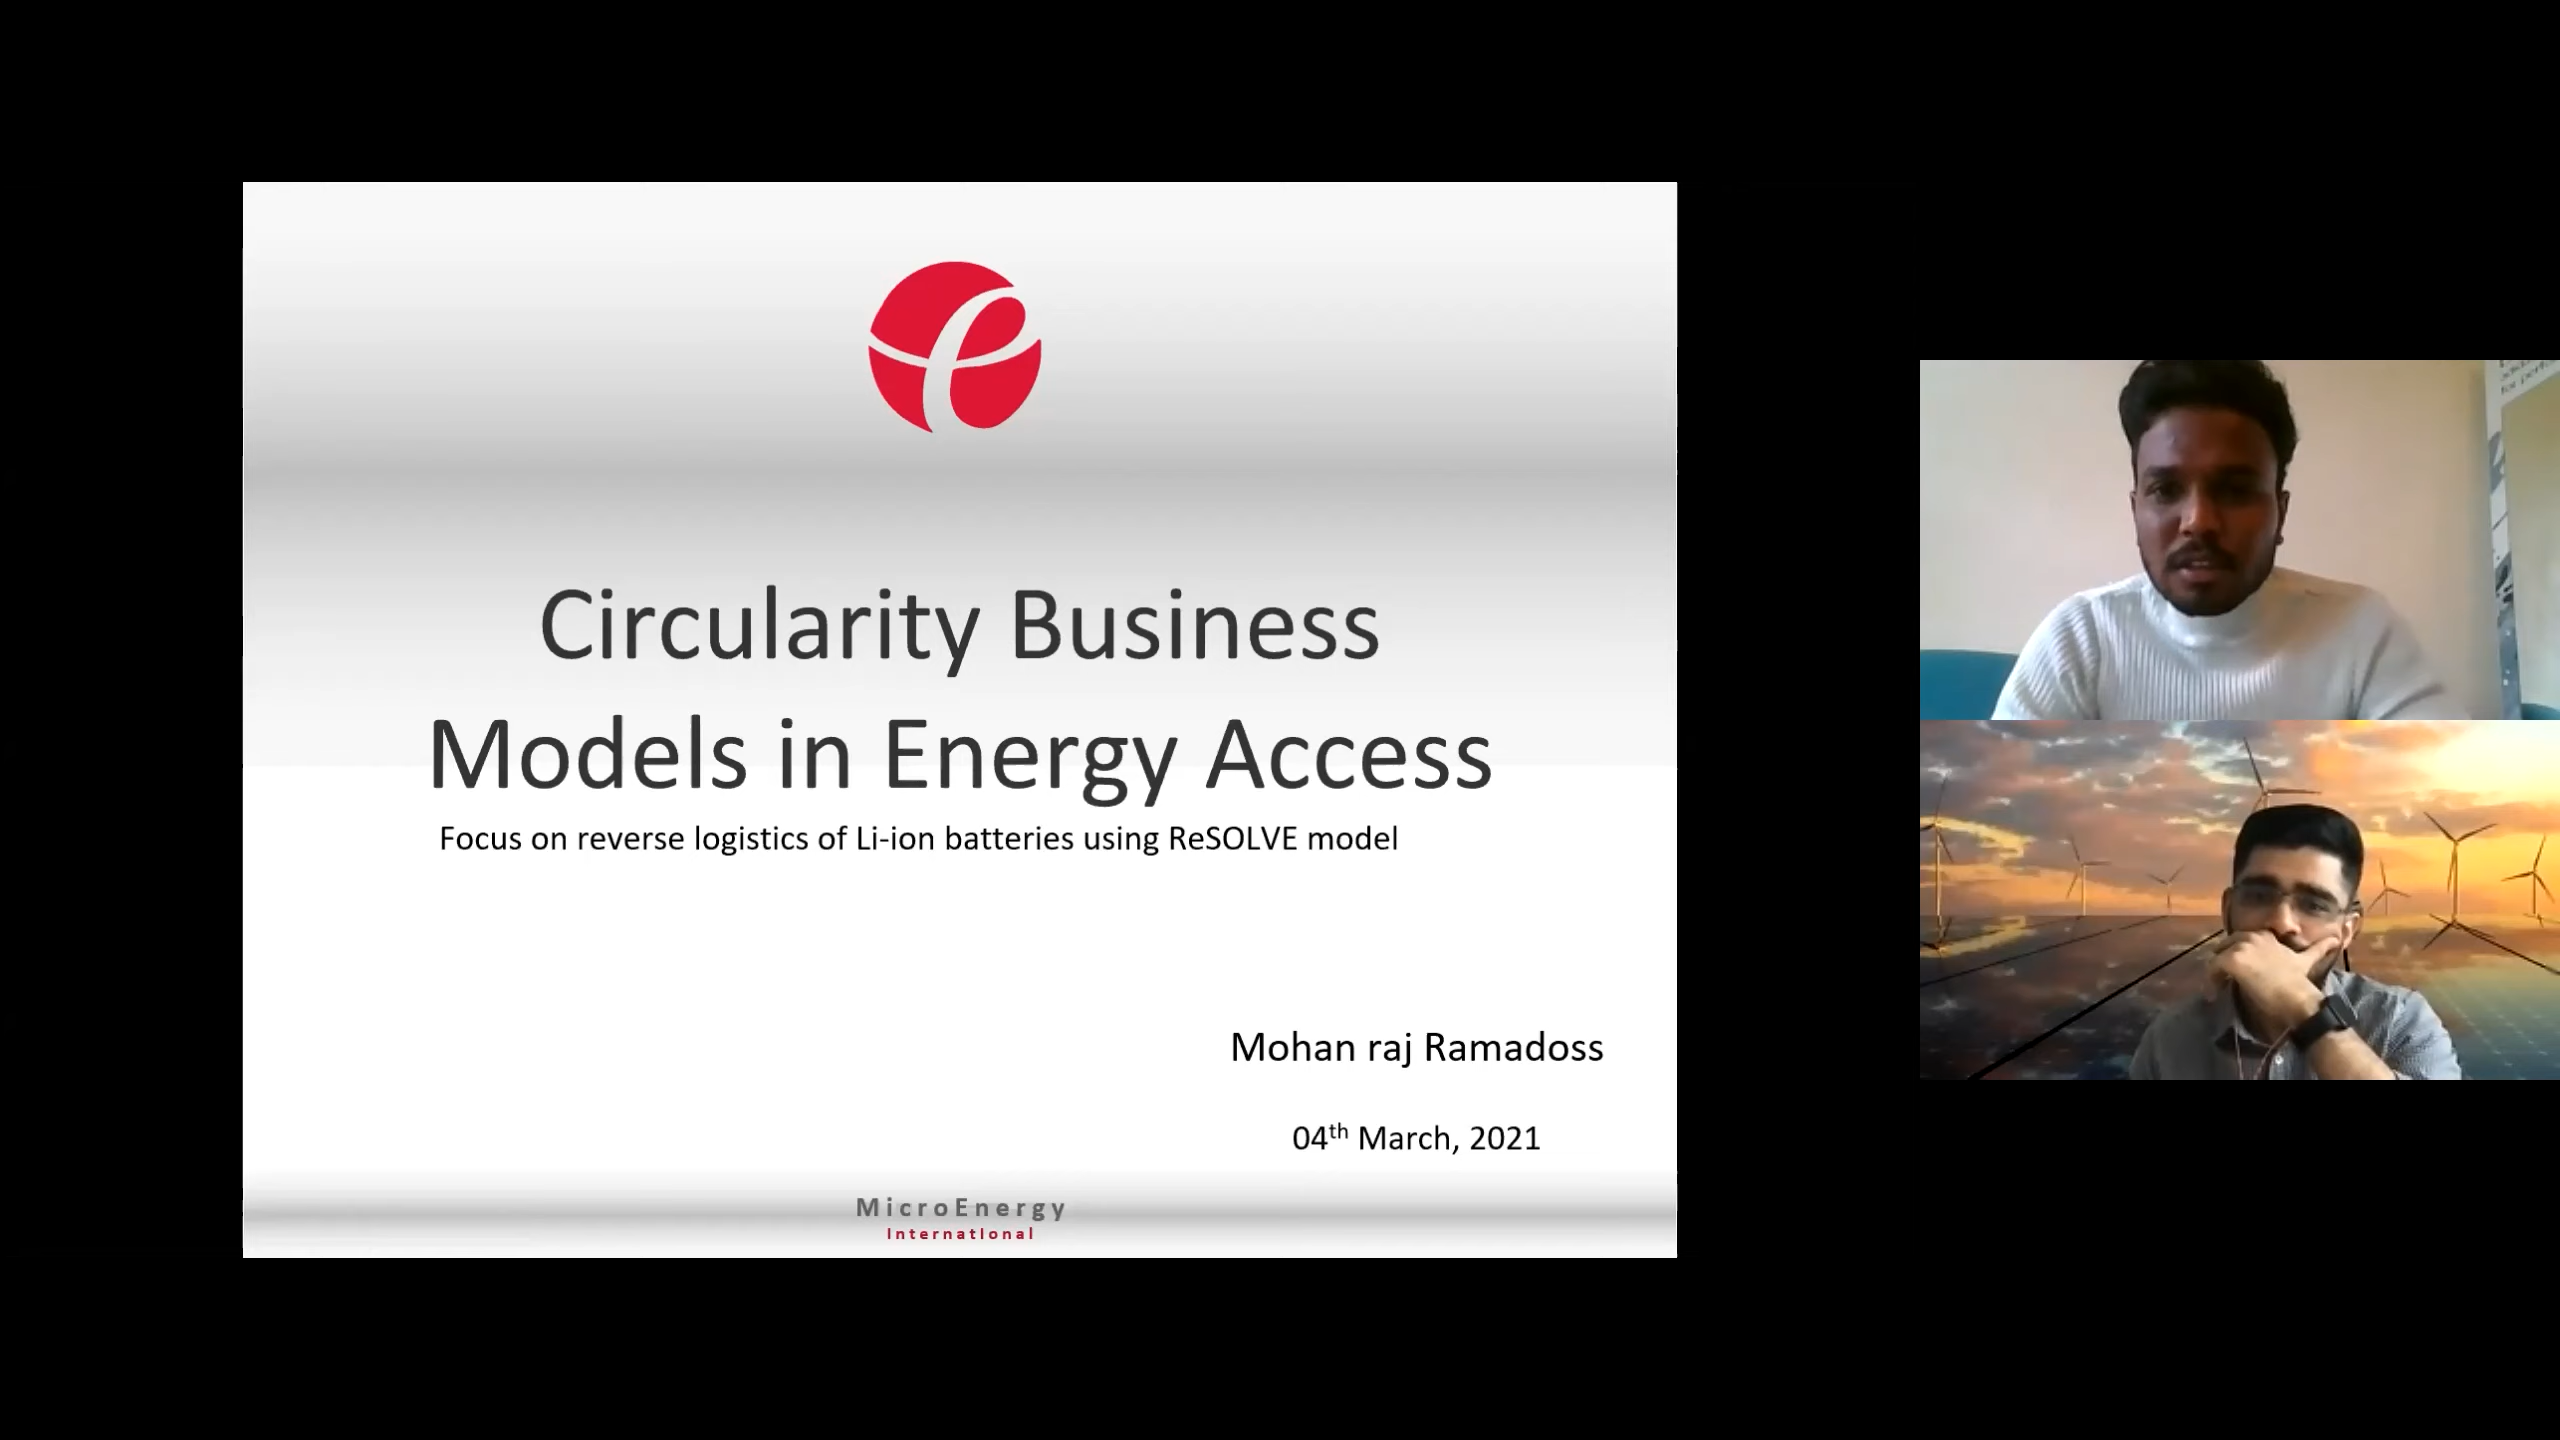 Circularity Business
Models in Energy Access
Focus on reverse logistics of Li-ion batteries using ReSOLVE model
Mohan raj Ramadoss
04th March, 2021
MicroEnergy
International